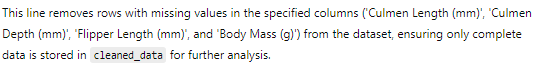 This line removes rows with missing values in the specified columns ('Culmen Length (mm)', 'Culmen
Depth (mm)', 'Flipper Length (mm)', and 'Body Mass (g)') from the dataset, ensuring only complete
data is stored in cleaned_data for further analysis.